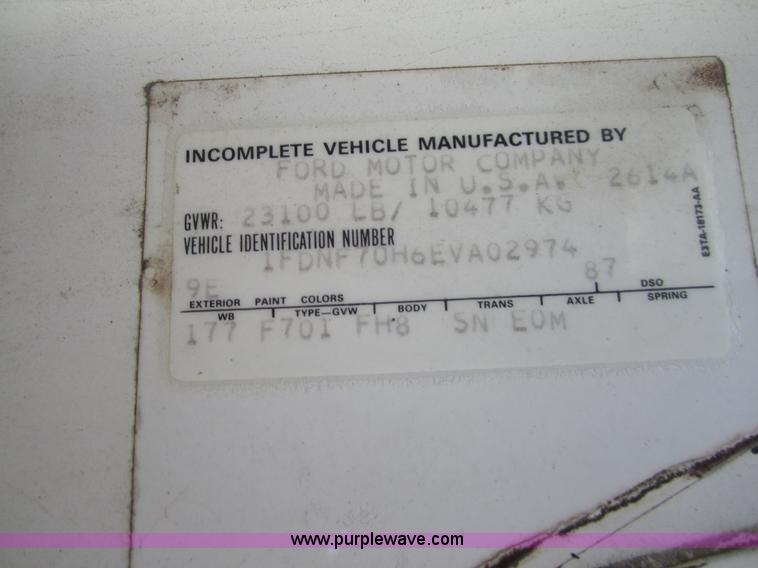 INCOMPLETE VEHICLE MANUFACTURED BY
FORD MOTOR COMPANY
MADE IN U.S.A. 2614A
GVWR: 23100 LB/ 10477 KG
VEHICLE IDENTIFICATION NUMBER
1FDNF70H6EVA02974
9E 87
EXTERIOR PAINT COLORS DSO
WB TYPE—GVW BODY TRANS AXLE SPRING
177 F701 FH8 SN EOM
E3TA-18173-AA
www.purplewave.com